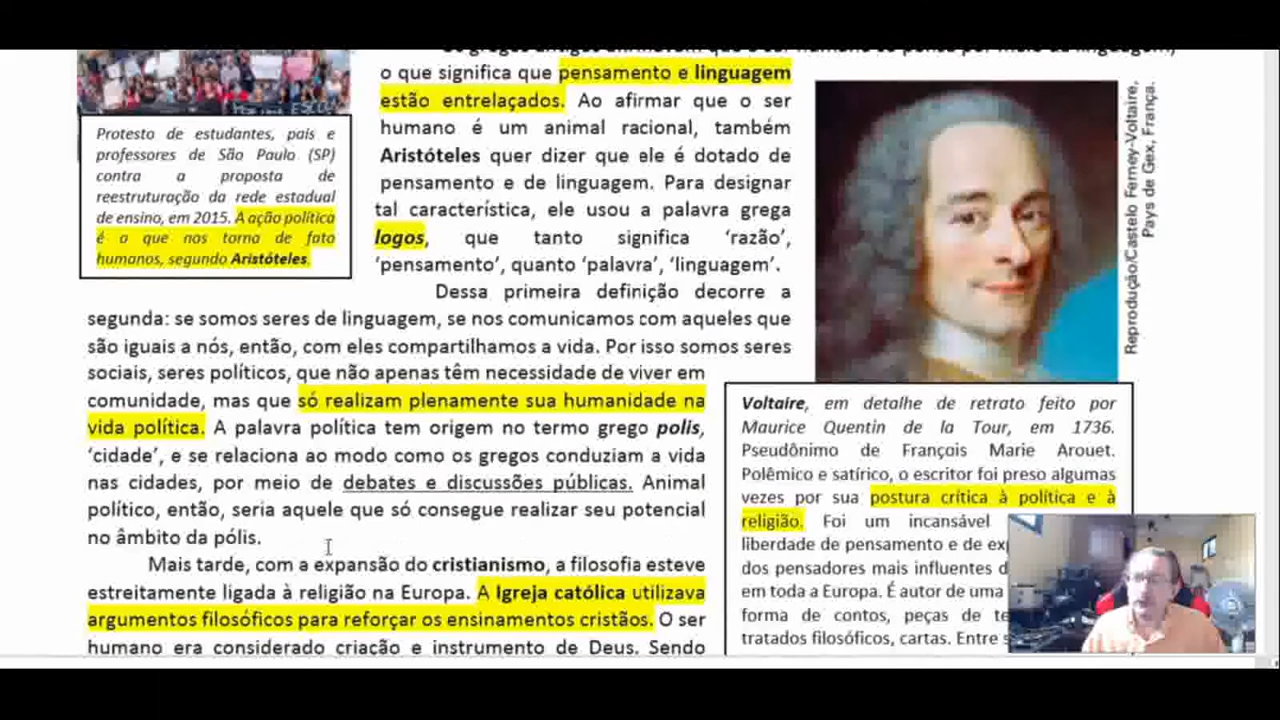 o que significa que pensamento e linguagem
estão entrelaçados. Ao afirmar que o ser
humano é um animal racional, também
Aristóteles quer dizer que ele é dotado de
pensamento e de linguagem. Para designar
tal característica, ele usou a palavra grega
logos, que tanto significa ‘razão’,
‘pensamento’, quanto ‘palavra’, ‘linguagem’.
Dessa primeira definição decorre a
segunda: se somos seres de linguagem, se nos comunicamos com aqueles que
são iguais a nós, então, com eles compartilhamos a vida. Por isso somos seres
sociais, seres políticos, que não apenas têm necessidade de viver em
comunidade, mas que só realizam plenamente sua humanidade na
vida política. A palavra política tem origem no termo grego polis,
‘cidade’, e se relaciona ao modo como os gregos conduziam a vida
nas cidades, por meio de debates e discussões públicas. Animal
político, então, seria aquele que só consegue realizar seu potencial
no âmbito da pólis.
Mais tarde, com a expansão do cristianismo, a filosofia esteve
estreitamente ligada à religião na Europa. A Igreja católica utilizava
argumentos filosóficos para reforçar os ensinamentos cristãos. O ser
humano era considerado criação e instrumento de Deus. Sendo
Protesto de estudantes, pais e
professores de São Paulo (SP)
contra a proposta de
reestruturação da rede estadual
de ensino, em 2015. A ação política
é a que nos torna de fato
humanos, segundo Aristóteles.
Reprodução/Castelo Ferney-Voltaire,
Pays de Gex, França.
Voltaire, em detalhe de retrato feito por
Maurice Quentin de la Tour, em 1736.
Pseudônimo de François Marie Arouet.
Polêmico e satírico, o escritor foi preso algumas
vezes por sua postura crítica à política e à
religião. Foi um incansável
liberdade de pensamento e de
dos pensadores mais influentes
em toda a Europa. É autor de uma
forma de contos, peças de
tratados filosóficos, cartas. Entre